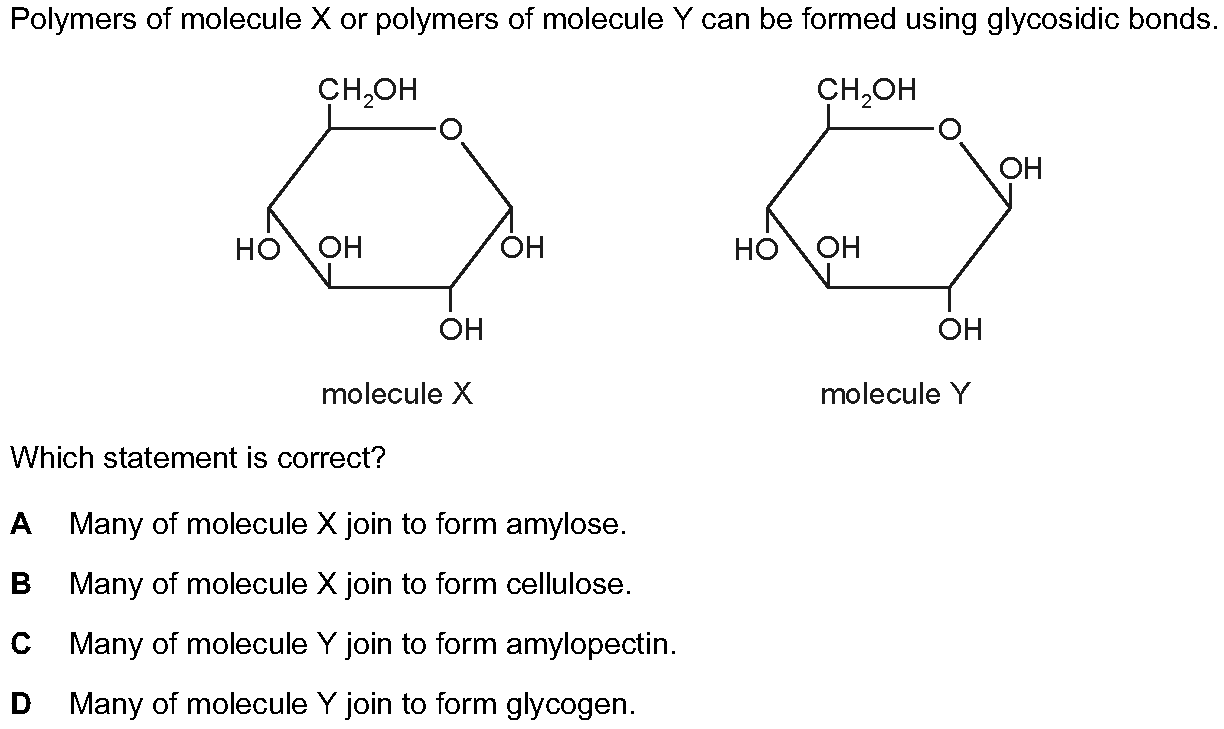 Polymers of molecule X or polymers of molecule Y can be formed using glycosidic bonds.
CH₂OH CH₂OH
O O
OH
HO OH OH HO OH
OH OH
molecule X molecule Y
Which statement is correct?
A Many of molecule X join to form amylose.
B Many of molecule X join to form cellulose.
C Many of molecule Y join to form amylopectin.
D Many of molecule Y join to form glycogen.